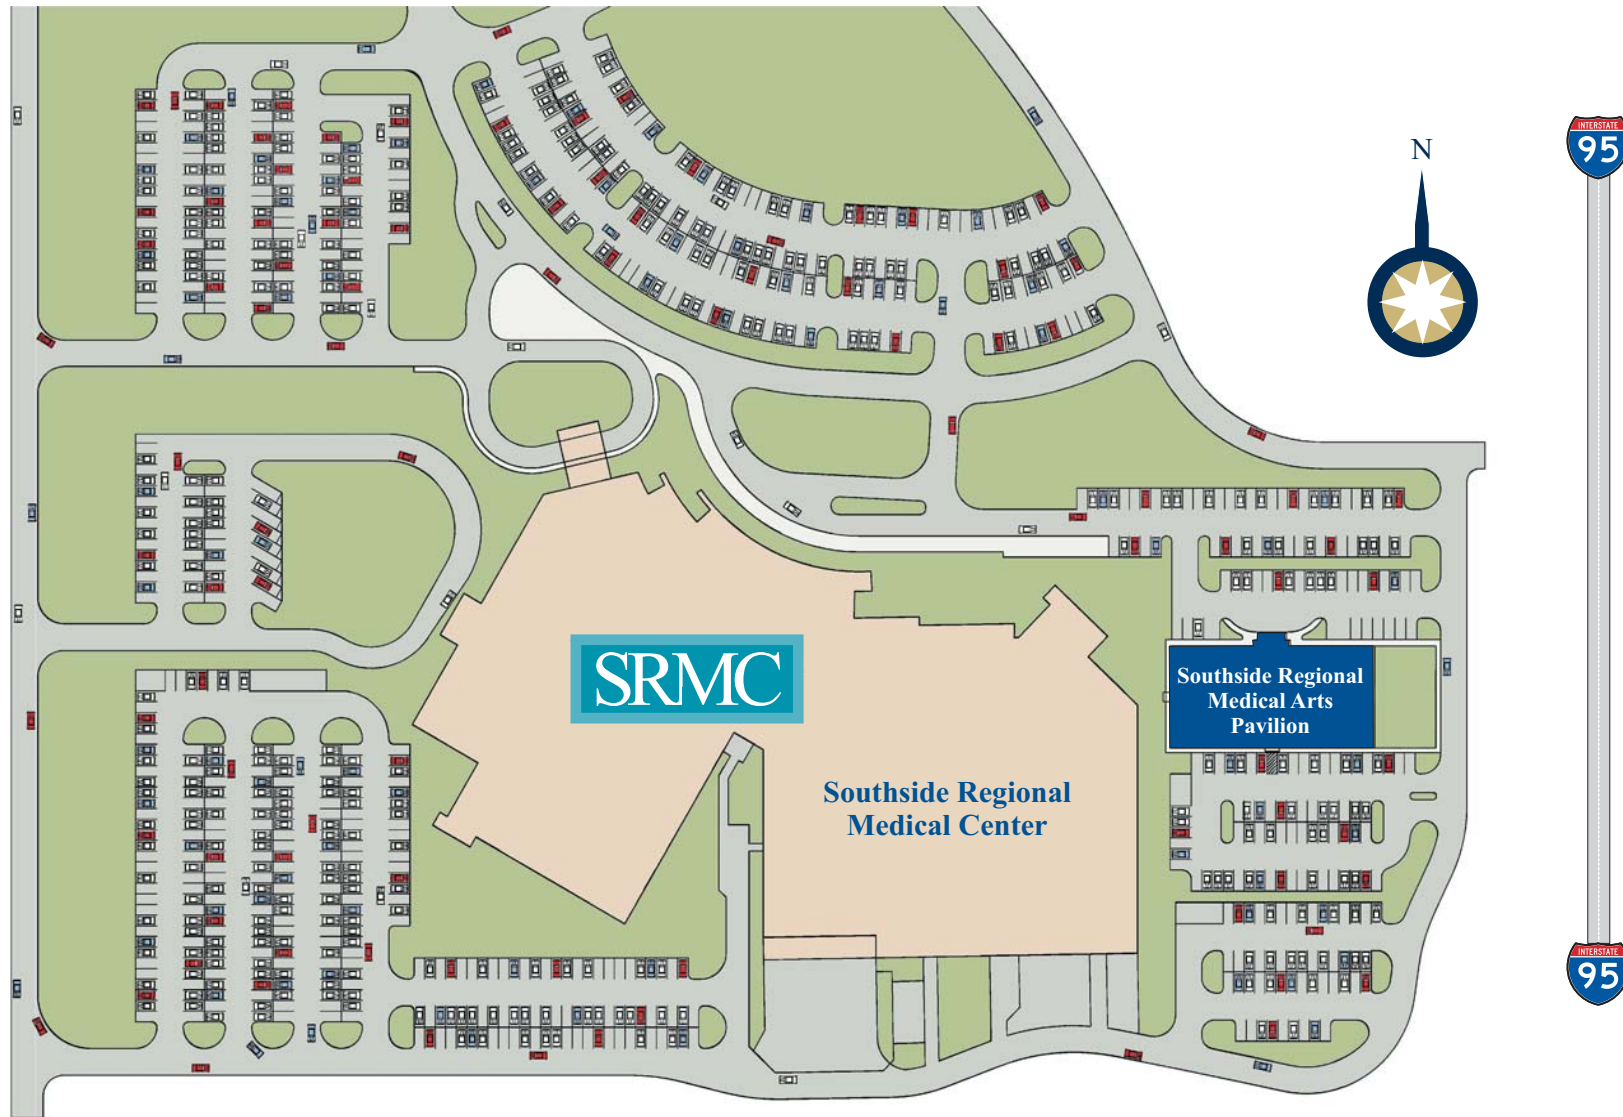 INTERSTATE
95
N
SRMC
Southside Regional
Medical Arts
Pavilion
Southside Regional
Medical Center
INTERSTATE
95